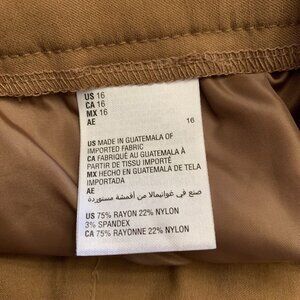 US 16
CA 16
MX 16
AE 16
US MADE IN GUATEMALA OF
IMPORTED FABRIC
CA FABRIQUÉ AU GUATEMALA À
PARTIR DE TISSU IMPORTÉ
MX HECHO EN GUATEMALA DE TELA
IMPORTADA
AE
صنع في غواتيمالا من أقمشة مستوردة
US 75% RAYON 22% NYLON
3% SPANDEX
CA 75% RAYONNE 22% NYLON